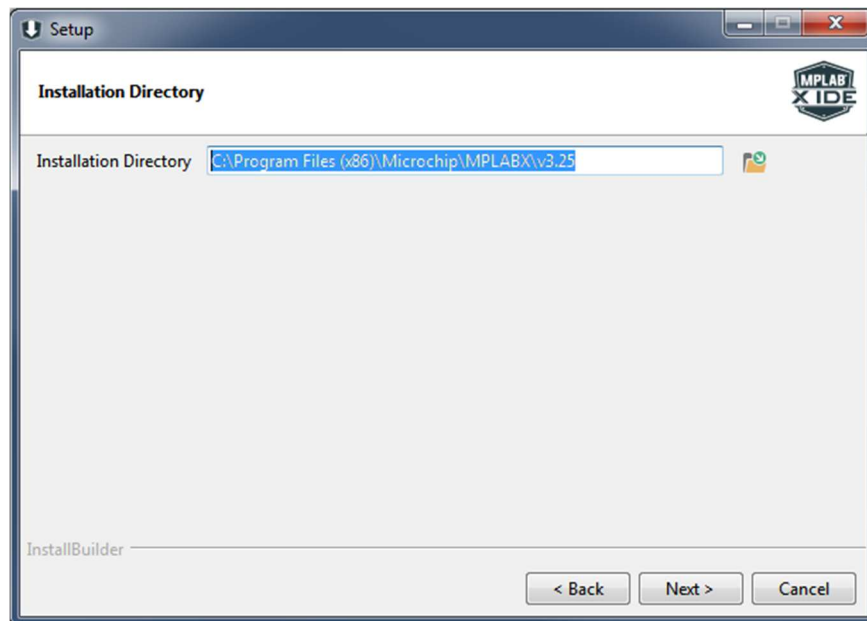 Setup
Installation Directory
MPLAB
X IDE
Installation Directory C:\Program Files (x86)\Microchip\MPLABX\v3.25
InstallBuilder
< Back Next > Cancel